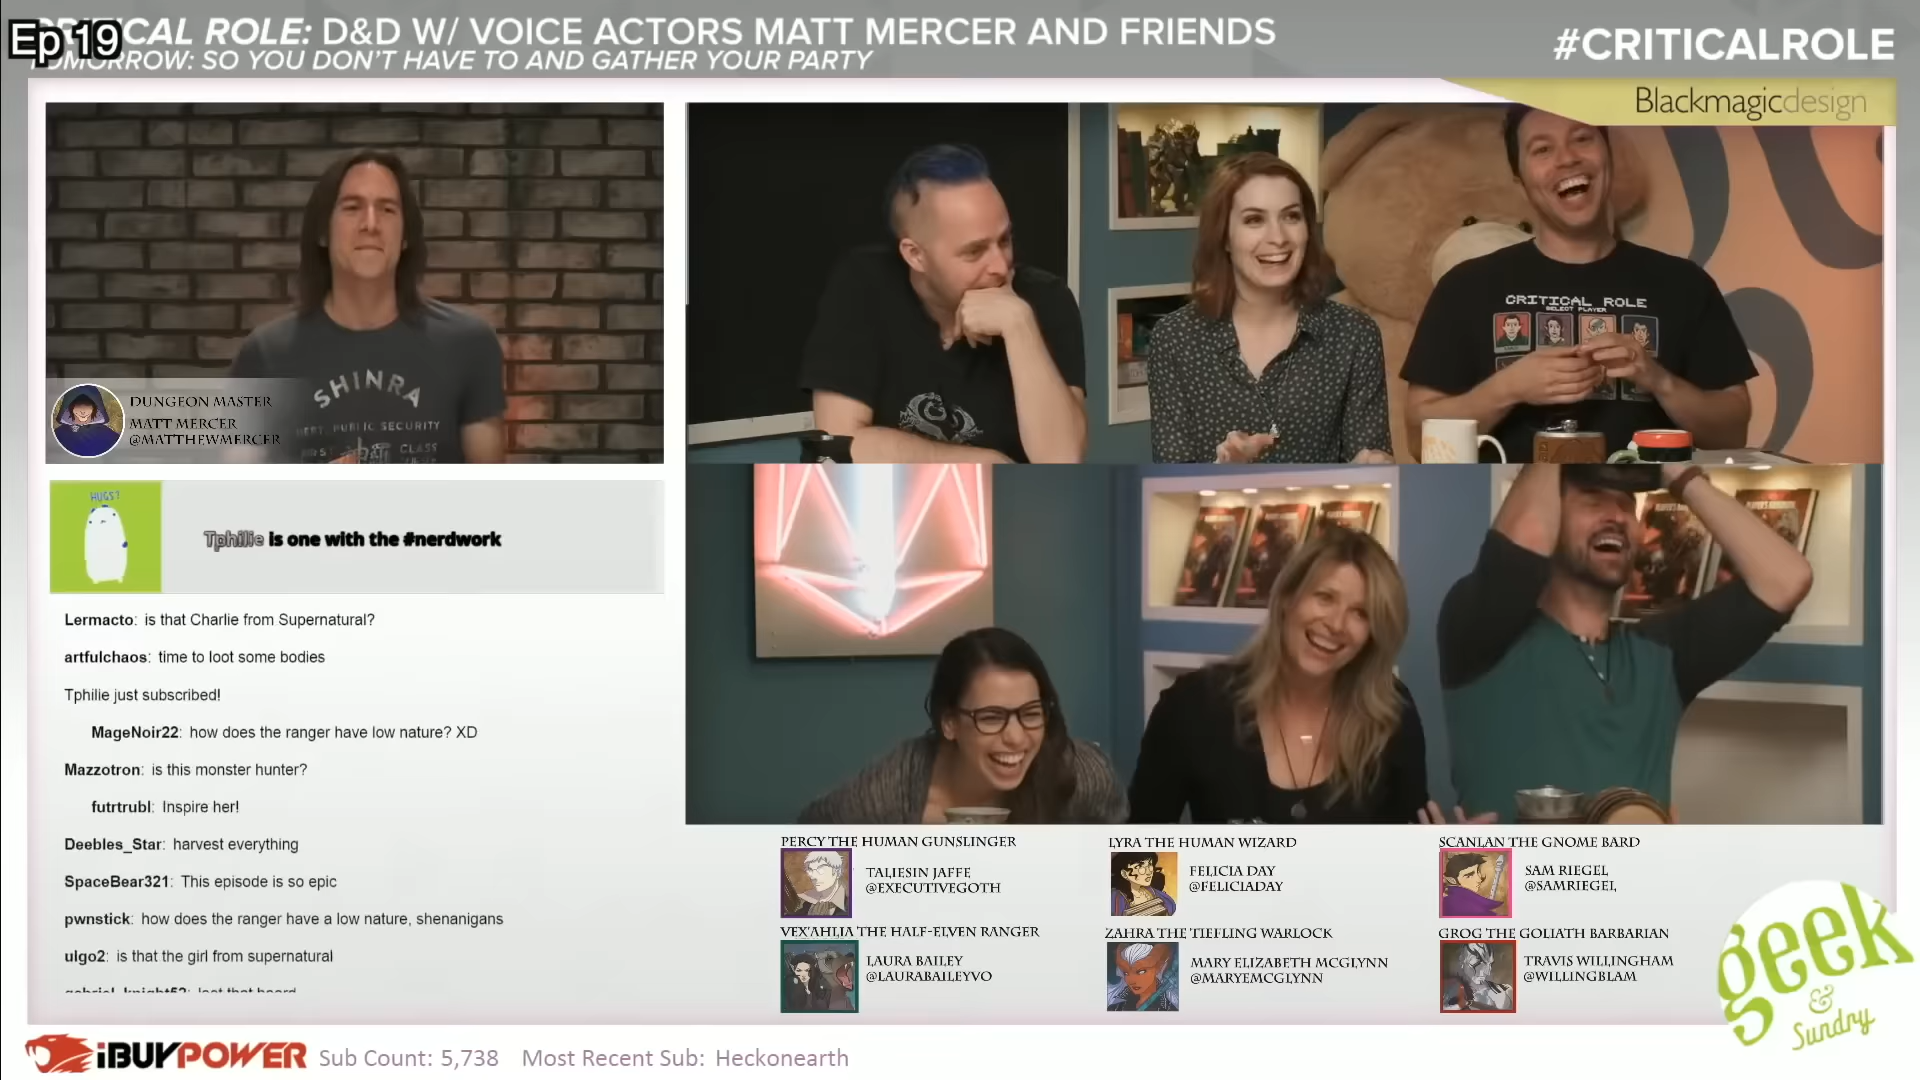 Ep 19
CAL ROLE: D&D W/ VOICE ACTORS MATT MERCER AND FRIENDS
TOMORROW: SO YOU DON'T HAVE TO AND GATHER YOUR PARTY
#CRITICALROLE
Blackmagicdesign
CRITICAL ROLE
SELECT PLAYER
SHINRA
DEPT. PUBLIC SECURITY
CLASS
DUNGEON MASTER
MATT MERCER
@MATTHEWMERCER
HUGS?
Tphilie is one with the #nerdwork
Lermacto: is that Charlie from Supernatural?
artfulchaos: time to loot some bodies
Tphilie just subscribed!
MageNoir22: how does the ranger have low nature? XD
Mazzotron: is this monster hunter?
futrtrubl: Inspire her!
Deebles_Star: harvest everything
SpaceBear321: This episode is so epic
pwnstick: how does the ranger have a low nature, shenanigans
ulgo2: is that the girl from supernatural
PERCY THE HUMAN GUNSLINGER
TALIESIN JAFFE
@EXECUTIVEGOTH
LYRA THE HUMAN WIZARD
FELICIA DAY
@FELICIADAY
SCANLAN THE GNOME BARD
SAM RIEGEL
@SAMRIEGEL
VEX'AHLIA THE HALF-ELVEN RANGER
LAURA BAILEY
@LAURABAILEYVO
ZAHRA THE TIEFLING WARLOCK
MARY ELIZABETH MCGLYNN
@MARYEMCGLYNN
GROG THE GOLIATH BARBARIAN
TRAVIS WILLINGHAM
@WILLINGBLAM
geek
&
Sundry
iBUYPOWER Sub Count: 5,738 Most Recent Sub: Heckonearth